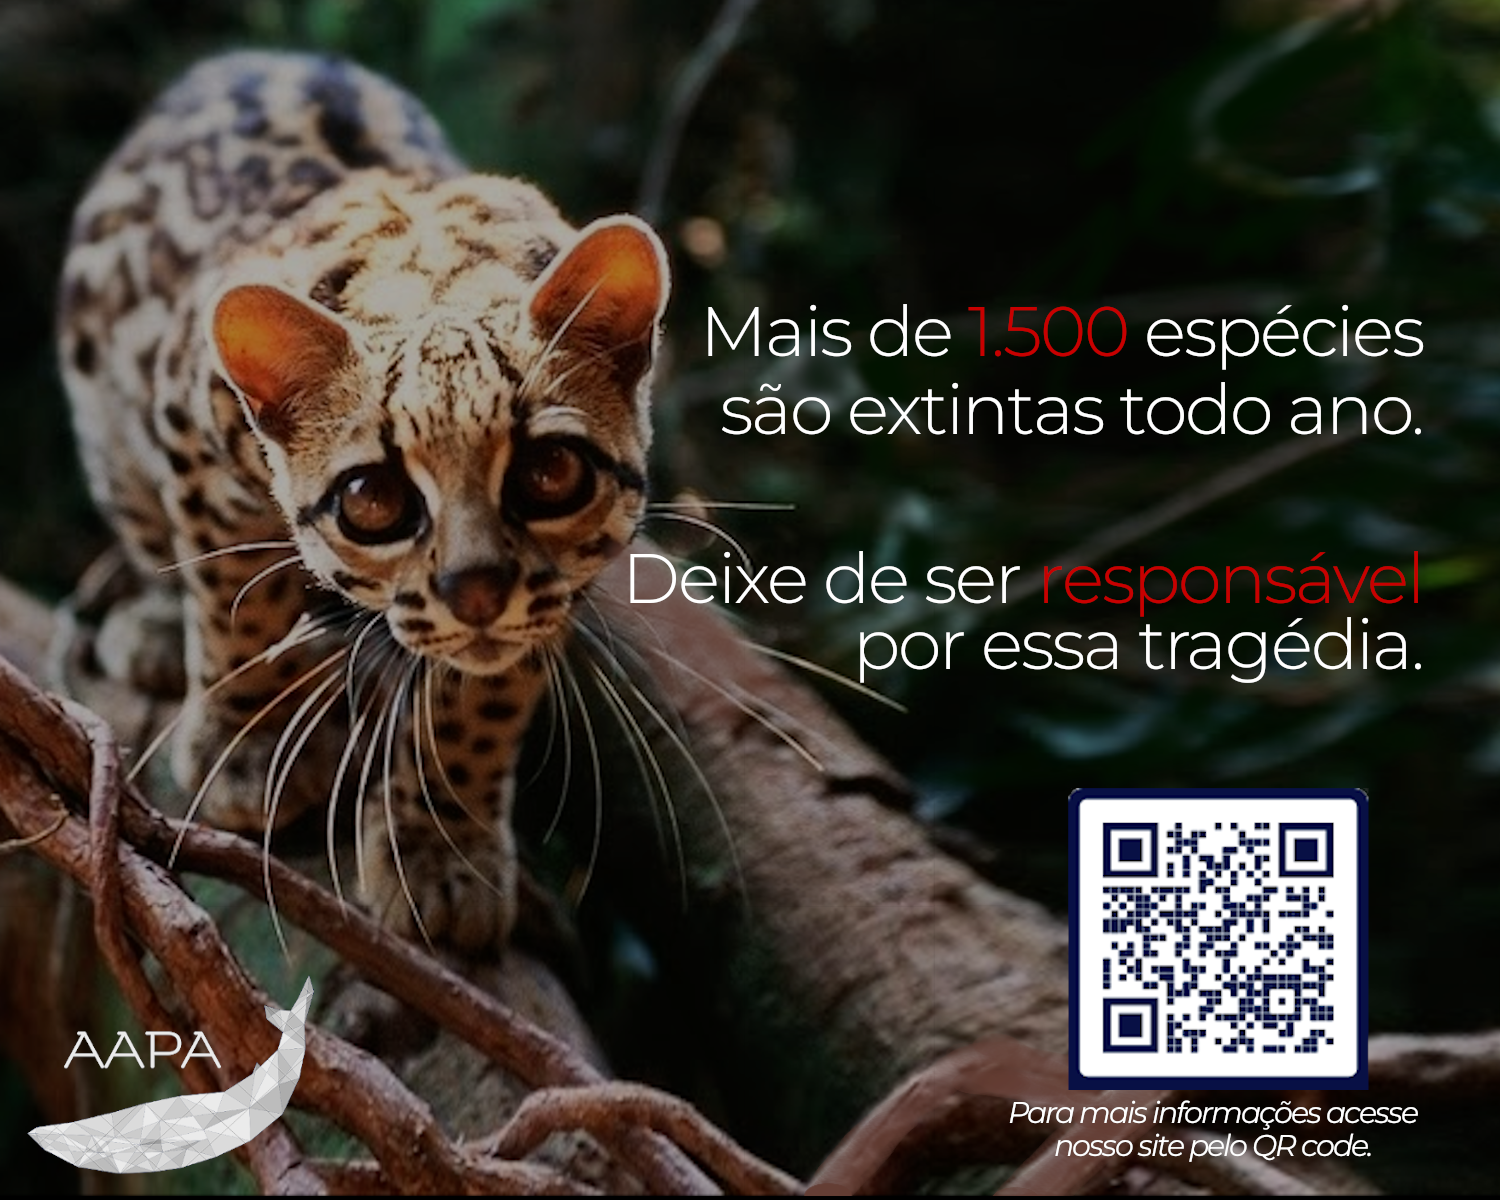 Mais de 1.500 espécies
são extintas todo ano.
Deixe de ser responsável
por essa tragédia.
AAPA
Para mais informações acesse
nosso site pelo QR code.